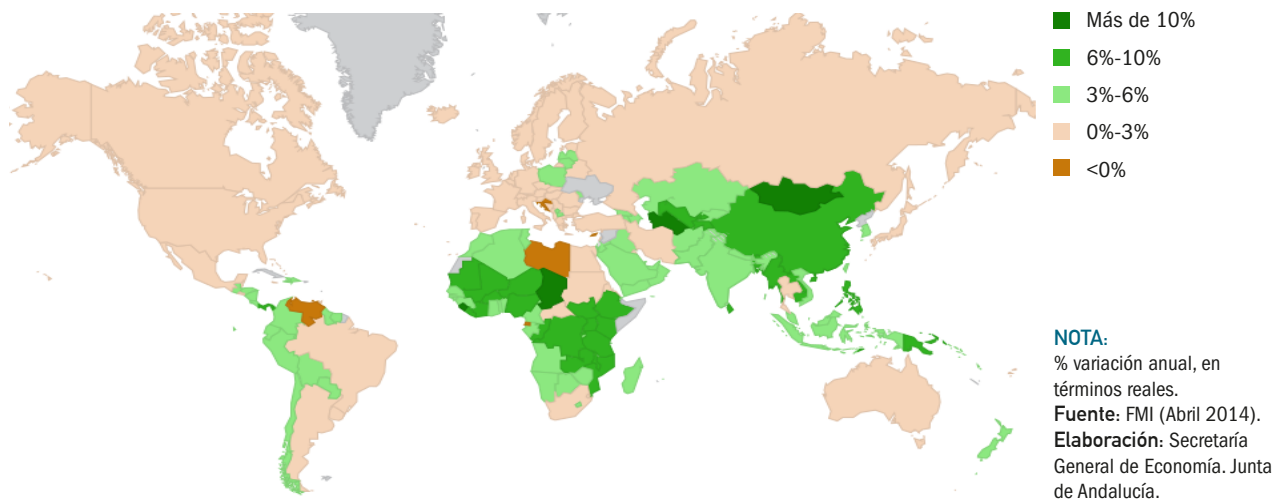 Más de 10%
6%-10%
3%-6%
0%-3%
<0%
NOTA:
% variación anual, en
términos reales.
Fuente: FMI (Abril 2014).
Elaboración: Secretaría
General de Economía. Junta
de Andalucía.